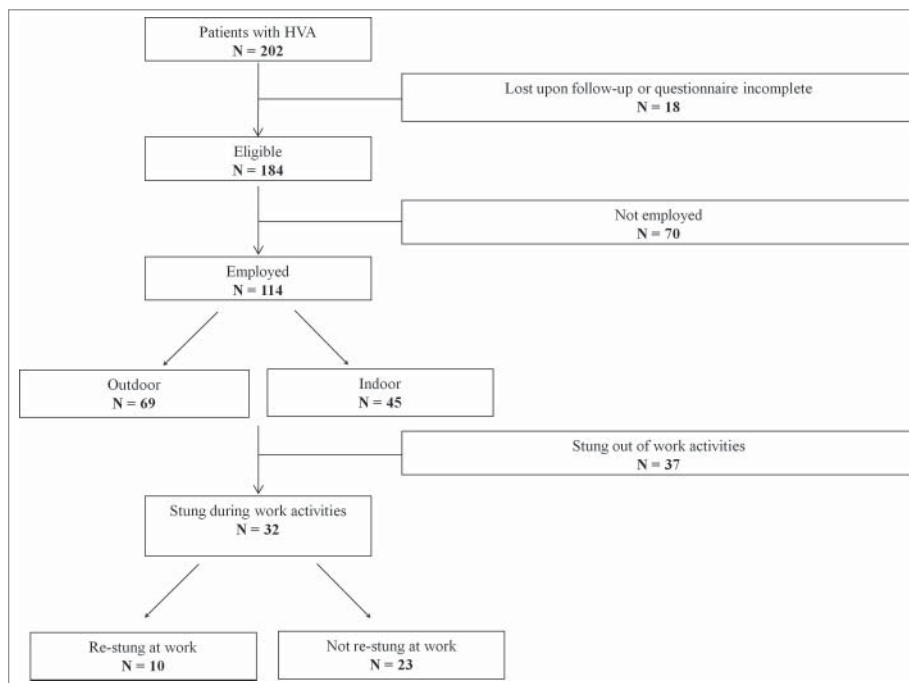 Patients with HVA
N = 202
Lost upon follow-up or questionnaire incomplete
N = 18
Eligible
N = 184
Not employed
N = 70
Employed
N = 114
Outdoor
N = 69
Indoor
N = 45
Stung out of work activities
N = 37
Stung during work activities
N = 32
Re-stung at work
N = 10
Not re-stung at work
N = 23